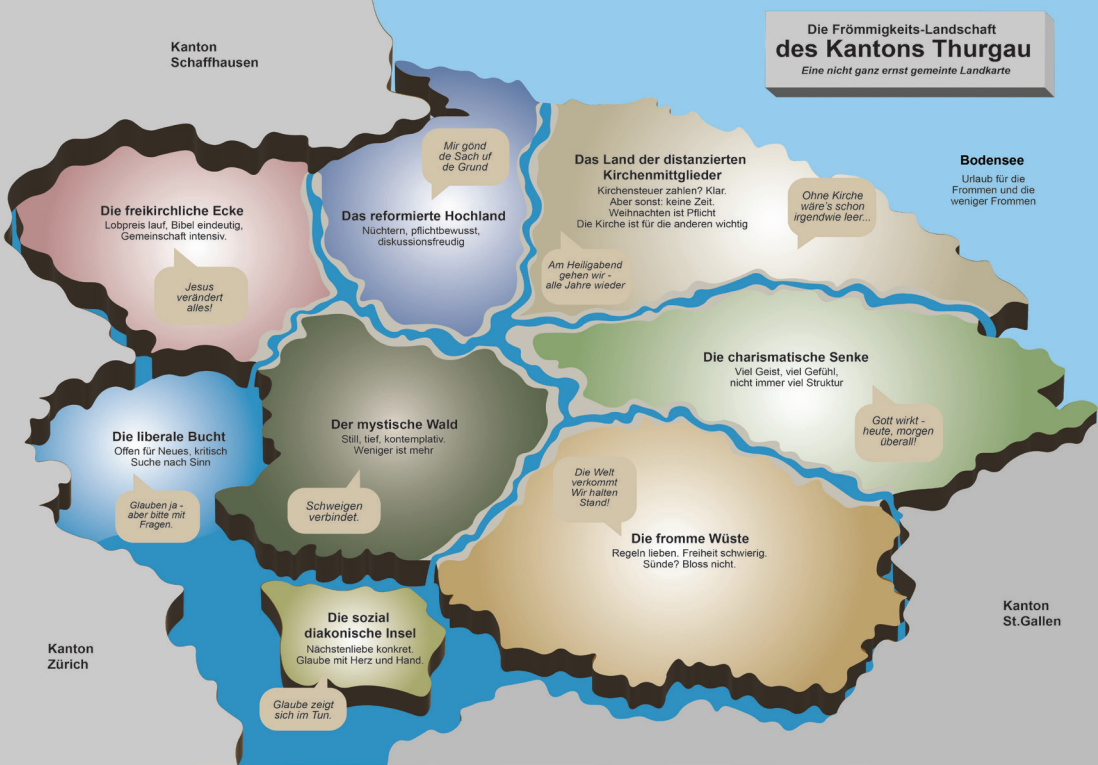 Die Frömmigkeits-Landschaft
des Kantons Thurgau
Eine nicht ganz ernst gemeinte Landkarte
Kanton
Schaffhausen
Mir gönd
de Sach uf
de Grund
Das reformierte Hochland
Nüchtern, pflichtbewusst,
diskussionsfreudig
Das Land der distanzierten
Kirchenmittglieder
Kirchensteuer zahlen? Klar.
Aber sonst: keine Zeit.
Weihnachten ist Pflicht
Die Kirche ist für die anderen wichtig
Ohne Kirche
wäre's schon
irgendwie leer...
Am Heiligabend
gehen wir -
alle Jahre wieder
Bodensee
Urlaub für die
Frommen und die
weniger Frommen
Die freikirchliche Ecke
Lobpreis lauf, Bibel eindeutig,
Gemeinschaft intensiv.
Jesus
verändert
alles!
Die charismatische Senke
Viel Geist, viel Gefühl,
nicht immer viel Struktur
Gott wirkt -
heute, morgen
überall!
Die liberale Bucht
Offen für Neues, kritisch
Suche nach Sinn
Glauben ja -
aber bitte mit
Fragen.
Der mystische Wald
Still, tief, kontemplativ.
Weniger ist mehr
Schweigen
verbindet.
Die Welt
verkommt
Wir halten
Stand!
Die fromme Wüste
Regeln lieben. Freiheit schwierig.
Sünde? Bloss nicht.
Die sozial
diakonische Insel
Nächstenliebe konkret.
Glaube mit Herz und Hand.
Glaube zeigt
sich im Tun.
Kanton
Zürich
Kanton
St.Gallen